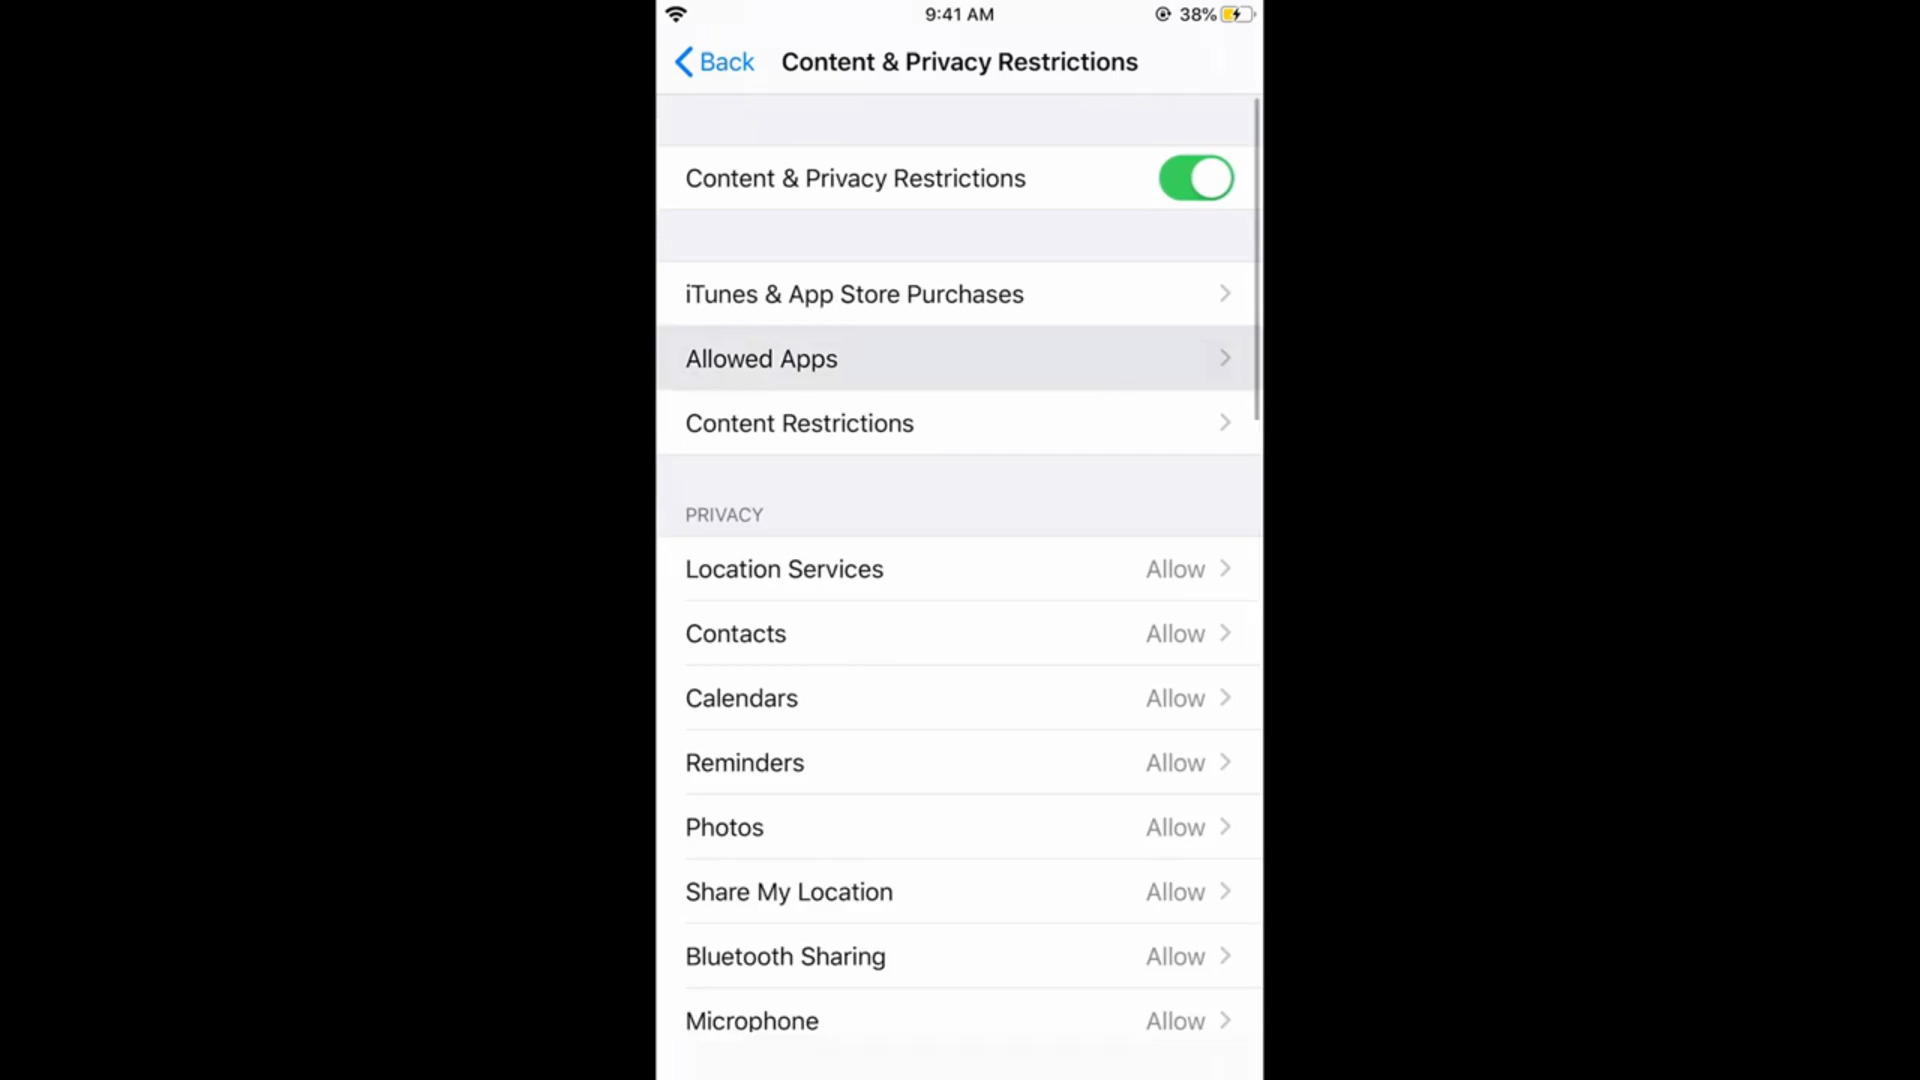 9:41 AM 38%
Back Content & Privacy Restrictions
Content & Privacy Restrictions
iTunes & App Store Purchases
Allowed Apps
Content Restrictions
PRIVACY
Location Services Allow
Contacts Allow
Calendars Allow
Reminders Allow
Photos Allow
Share My Location Allow
Bluetooth Sharing Allow
Microphone Allow